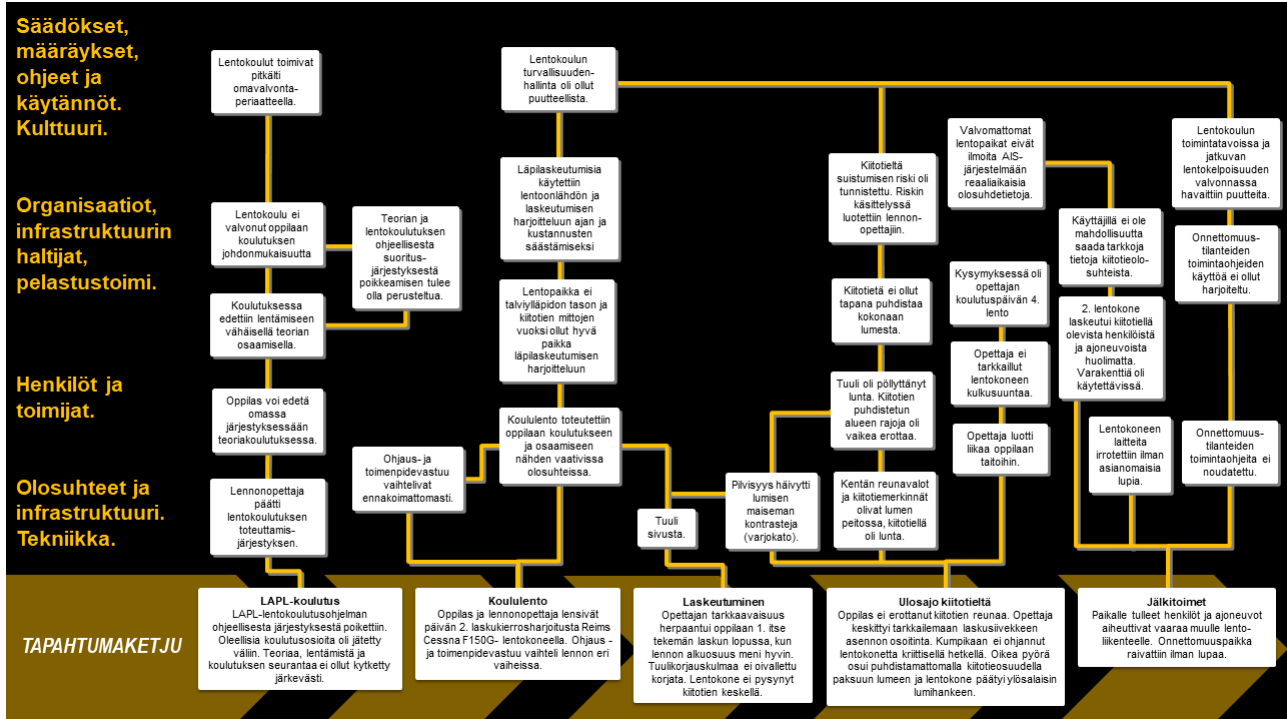 Säädökset,
määräykset,
ohjeet ja
käytännöt.
Kulttuuri.
Organisaatiot,
infrastruktuurin
haltijat,
pelastustoimi.
Henkilöt ja
toimijat.
Olosuhteet ja
infrastruktuuri.
Tekniikka.
Lentokoulut toimivat
pitkälti
omavalvonta-
periaatteella.
Lentokoulu ei
valvonut oppilaan
koulutuksen
johdonmukaisuutta
Teorian ja
lentokoulutuksen
ohjeellisesta
suoritus-
järjestyksestä
poikkeamisen tulee
olla perusteltua.
Koulutuksessa
edettiin lentämiseen
vähäisellä teorian
osaamisella.
Oppilas voi edetä
omassa
järjestyksessään
teoriakoulutuksessa.
Lennonopettaja
päätti
lentokoulutuksen
toteuttamis-
järjestyksen.
Lentokoulun
turvallisuuden-
hallinta oli ollut
puutteellista.
Läpilaskeutumisia
käytettiin
lentoonlähdön ja
laskeutumisen
harjoitteluun ajan ja
kustannusten
säästämiseksi
Lentopaikka ei
talviylläpidon tason ja
kiitotien mittojen
vuoksi ollut hyvä
paikka
läpilaskeutumisen
harjoitteluun
Koululento toteutettiin
oppilaan koulutukseen
ja osaamiseen
nähden vaativissa
olosuhteissa.
Ohjaus- ja
toimenpidevastuu
vaihtelivat
ennakoimattomasti.
Tuuli
sivusta.
Kiitotieltä
suistumisen riski oli
tunnistettu. Riskin
käsittelyssä
luotettiin lennon-
opettajiin.
Kiitotietä ei ollut
tapana puhdistaa
kokonaan
lumesta.
Tuuli oli pöllyttänyt
lunta. Kiitotien
puhdistetun
alueen rajoja oli
vaikea erottaa.
Pilvisyys häivytti
lumisen
maiseman
kontrasteja
(varjokato).
Kentän reunavalot
ja kiitotiemerkinnät
olivat lumen
peitossa, kiitotiellä
oli lunta.
Valvomattomat
lentopaikat eivät
ilmoita AIS-
järjestelmään
reaaliaikaisia
olosuhdetietoja.
Kysymyksessä oli
opettajan
koulutuspäivän 4.
lento
Opettaja ei
tarkkaillut
lentokoneen
kulkusuuntaa.
Opettaja luotti
liikaa oppilaan
taitoihin.
Käyttäjillä ei ole
mahdollisuutta
saada tarkkoja
tietoja kiitotieolo-
suhteista.
2. lentokone
laskeutui kiitotiellä
olevista henkilöistä
ja ajoneuvoista
huolimatta.
Varakenttiä oli
käytettävissä.
Lentokoneen
laitteita
irrotettiin ilman
asianomaisia
lupia.
Lentokoulun
toimintatavoissa ja
jatkuvan
lentokelpoisuuden
valvonnassa
havaittiin puutteita.
Onnettomuus-
tilanteiden
toimintaohjeiden
käyttöä ei ollut
harjoiteltu.
Onnettomuus-
tilanteiden
toimintaohjeita ei
noudatettu.
TAPAHTUMAKETJU
LAPL-koulutus
LAPL-lentokoulutusohjelman
ohjeellisesta järjestyksestä poikettiin.
Oleellisia koulutusosioita oli jätetty
väliin. Teoriaa, lentämistä ja
koulutuksen seurantaa ei ollut kytketty
järkevästi.
Koululento
Oppilas ja lennonopettaja lensivät
päivän 2. laskukierrosharjoitusta Reims
Cessna F150G- lentokoneella. Ohjaus -
ja toimenpidevastuu vaihteli lennon eri
vaiheissa.
Laskeutuminen
Opettajan tarkkaavaisuus
herpaantui oppilaan 1. itse
tekemän laskun lopussa, kun
lennon alkuosuus meni hyvin.
Tuulikorjauskulmaa ei oivallettu
korjata. Lentokone ei pysynyt
kiitotien keskellä.
Ulosajo kiitotieltä
Oppilas ei erottanut kiitotien reunaa. Opettaja
keskittyi tarkkailemaan laskusiivekkeen
asennon osoitinta. Kumpikaan ei ohjannut
lentokonetta kriittisellä hetkellä. Oikea pyörä
osui puhdistamattomalla kiitotieosuudella
paksuun lumeen ja lentokone päätyi ylösalaisin
lumihankeen.
Jälkitoimet
Paikalle tulleet henkilöt ja ajoneuvot
aiheuttivat vaaraa muulle lento-
liikenteelle. Onnettomuuspaikka
raivattiin ilman lupaa.